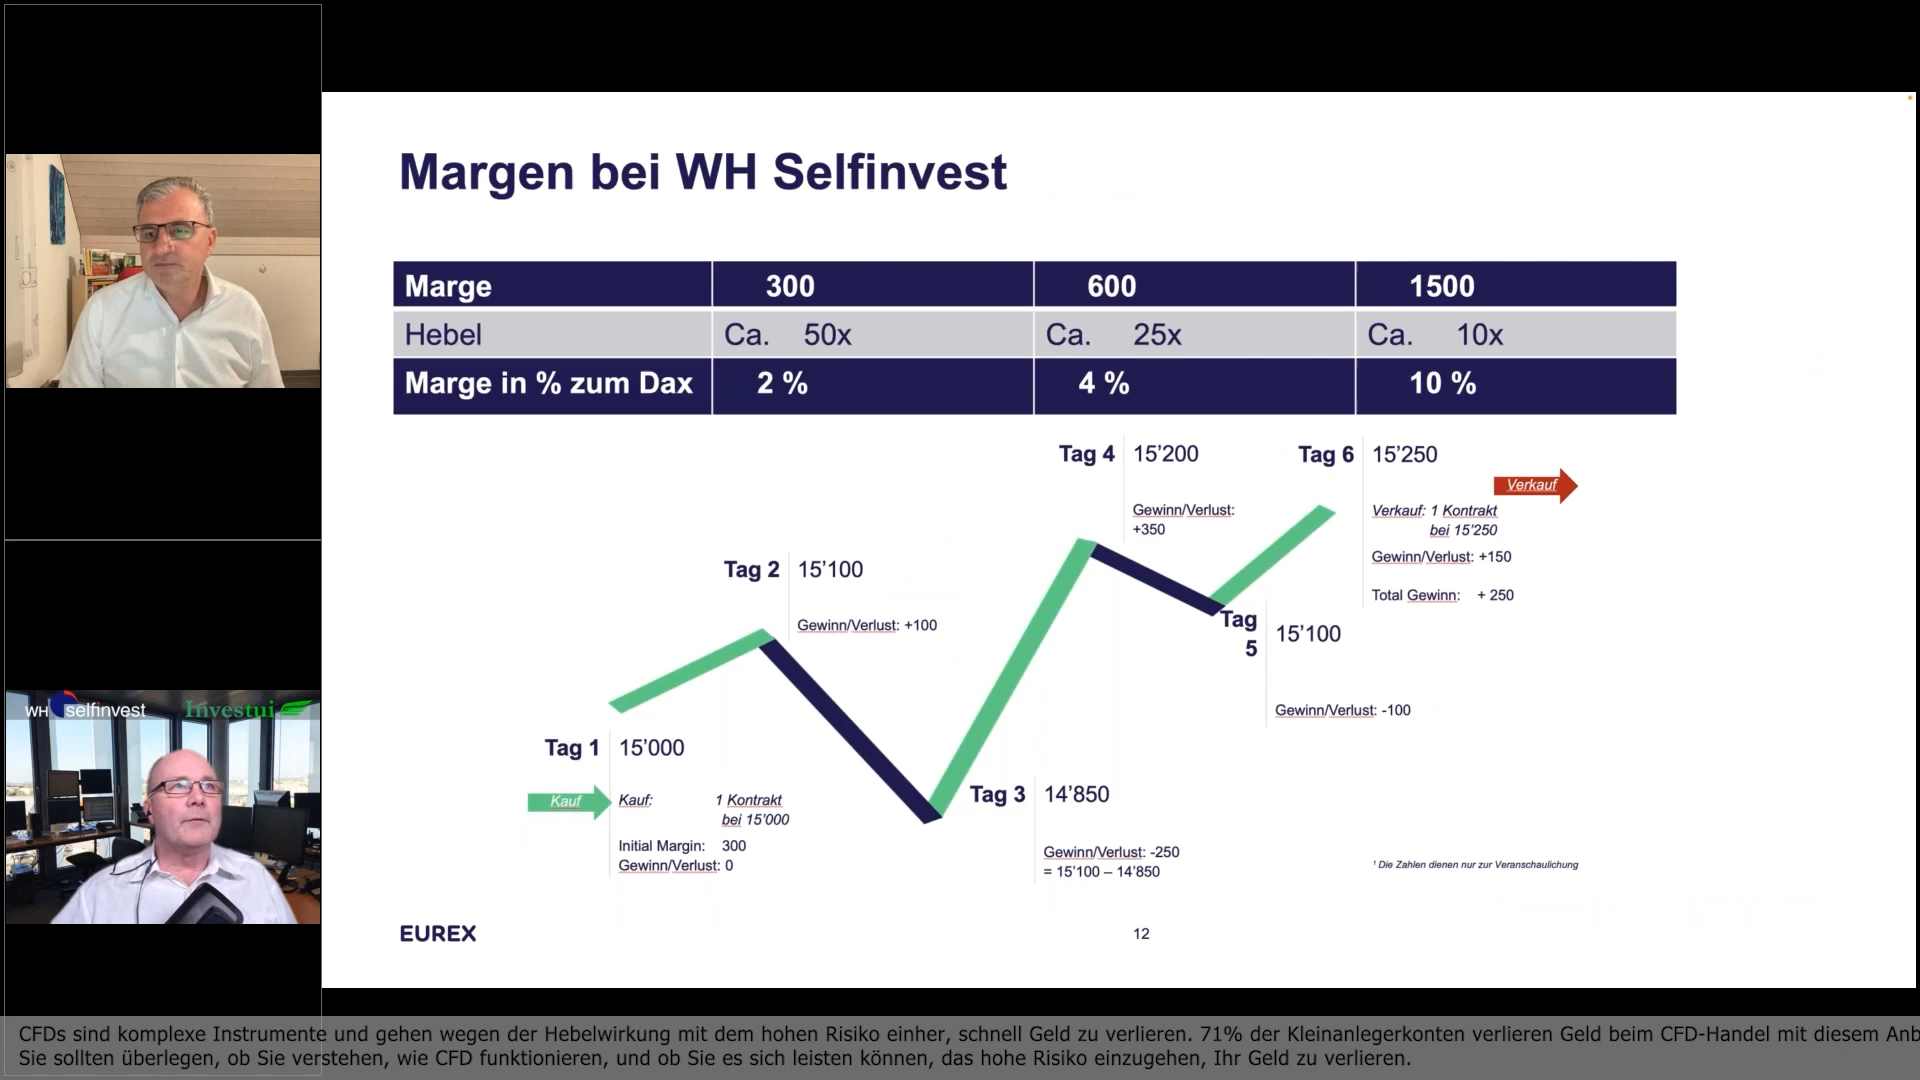 Margen bei WH Selfinvest
Marge 300 600 1500
Hebel Ca. 50x Ca. 25x Ca. 10x
Marge in % zum Dax 2 % 4 % 10 %
Tag 4 15’200
Gewinn/Verlust:
+350
Tag 6 15’250
Verkauf
Verkauf: 1 Kontrakt
bei 15’250
Gewinn/Verlust: +150
Total Gewinn: + 250
Tag 2 15’100
Gewinn/Verlust: +100
Tag
5
15’100
Gewinn/Verlust: -100
Tag 1 15’000
Kauf
Kauf: 1 Kontrakt
bei 15’000
Initial Margin: 300
Gewinn/Verlust: 0
Tag 3 14’850
Gewinn/Verlust: -250
= 15’100 – 14’850
¹ Die Zahlen dienen nur zur Veranschaulichung
EUREX
12
WH selfinvest
Investui
CFDs sind komplexe Instrumente und gehen wegen der Hebelwirkung mit dem hohen Risiko einher, schnell Geld zu verlieren. 71% der Kleinanlegerkonten verlieren Geld beim CFD-Handel mit diesem Anb
Sie sollten überlegen, ob Sie verstehen, wie CFD funktionieren, und ob Sie es sich leisten können, das hohe Risiko einzugehen, Ihr Geld zu verlieren.